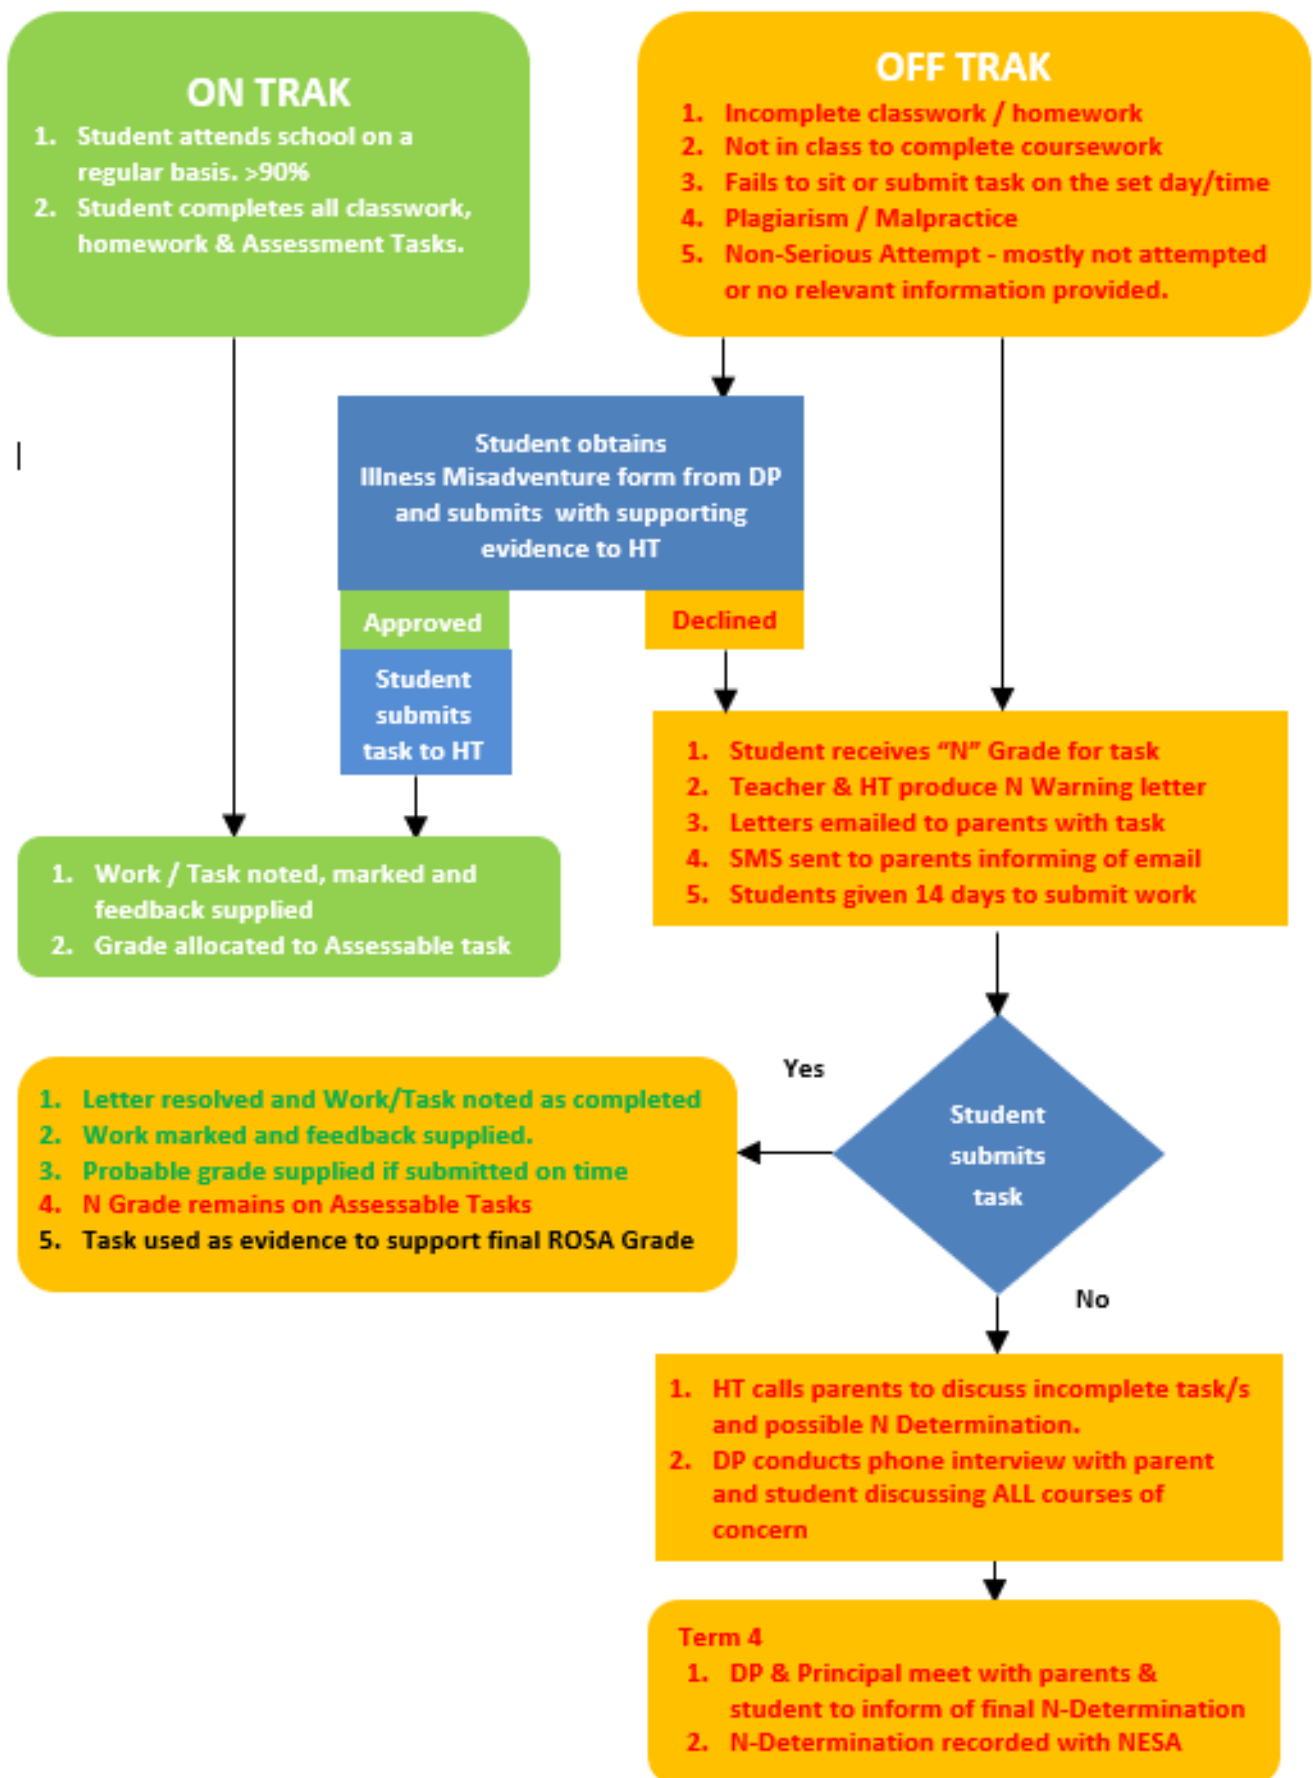 ON TRAK
1. Student attends school on a
regular basis. >90%
2. Student completes all classwork,
homework & Assessment Tasks.
OFF TRAK
1. Incomplete classwork / homework
2. Not in class to complete coursework
3. Fails to sit or submit task on the set day/time
4. Plagiarism / Malpractice
5. Non-Serious Attempt - mostly not attempted
or no relevant information provided.
Student obtains
Illness Misadventure form from DP
and submits with supporting
evidence to HT
Approved
Declined
Student
submits
task to HT
1. Student receives “N” Grade for task
2. Teacher & HT produce N Warning letter
3. Letters emailed to parents with task
4. SMS sent to parents informing of email
5. Students given 14 days to submit work
1. Work / Task noted, marked and
feedback supplied
2. Grade allocated to Assessable task
Yes
Student
submits
task
1. Letter resolved and Work/Task noted as completed
2. Work marked and feedback supplied.
3. Probable grade supplied if submitted on time
4. N Grade remains on Assessable Tasks
5. Task used as evidence to support final ROSA Grade
No
1. HT calls parents to discuss incomplete task/s
and possible N Determination.
2. DP conducts phone interview with parent
and student discussing ALL courses of
concern
Term 4
1. DP & Principal meet with parents &
student to inform of final N-Determination
2. N-Determination recorded with NESA